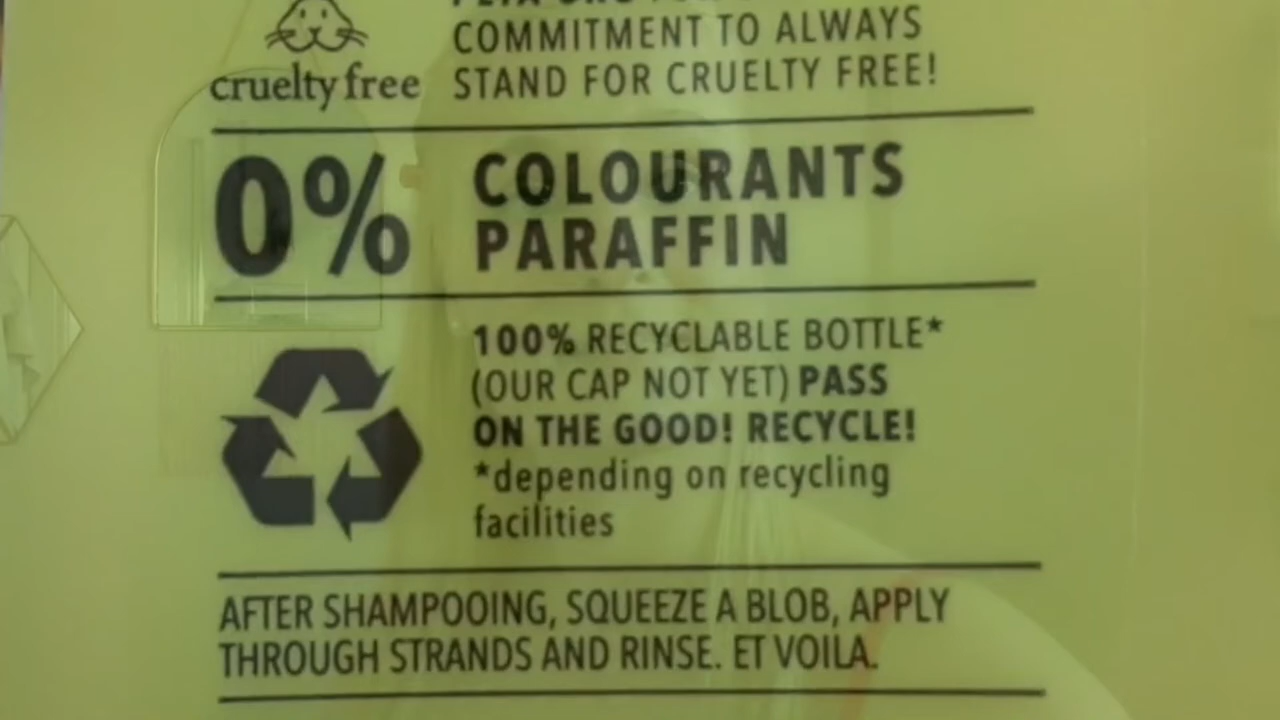 COMMITMENT TO ALWAYS
STAND FOR CRUELTY FREE!
cruelty free
0% COLOURANTS
PARAFFIN
100% RECYCLABLE BOTTLE*
(OUR CAP NOT YET) PASS
ON THE GOOD! RECYCLE!
*depending on recycling
facilities
AFTER SHAMPOOING, SQUEEZE A BLOB, APPLY
THROUGH STRANDS AND RINSE. ET VOILA.